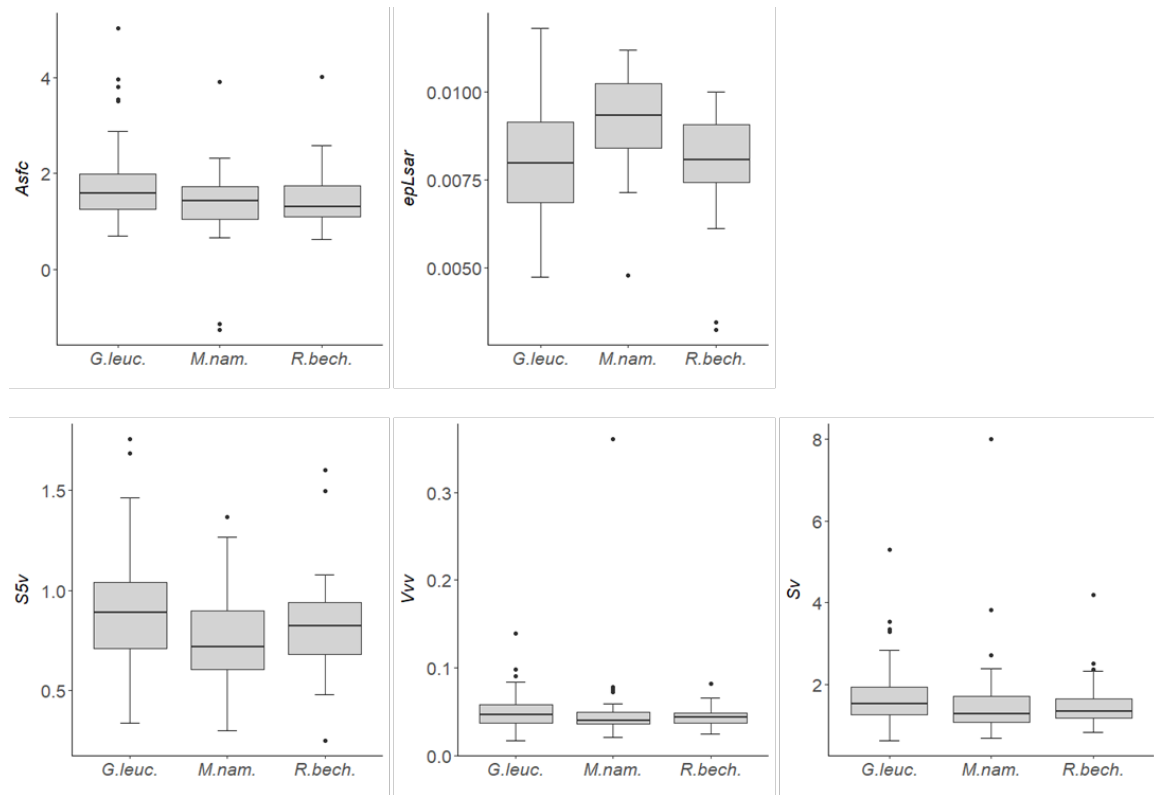 Asfc
4
2
0
G.leuc.
M.nam.
R.bech.
epLsar
0.0100
0.0075
0.0050
G.leuc.
M.nam.
R.bech.
S5v
1.5
1.0
0.5
G.leuc.
M.nam.
R.bech.
Vvv
0.3
0.2
0.1
0.0
G.leuc.
M.nam.
R.bech.
Sv
8
6
4
2
G.leuc.
M.nam.
R.bech.